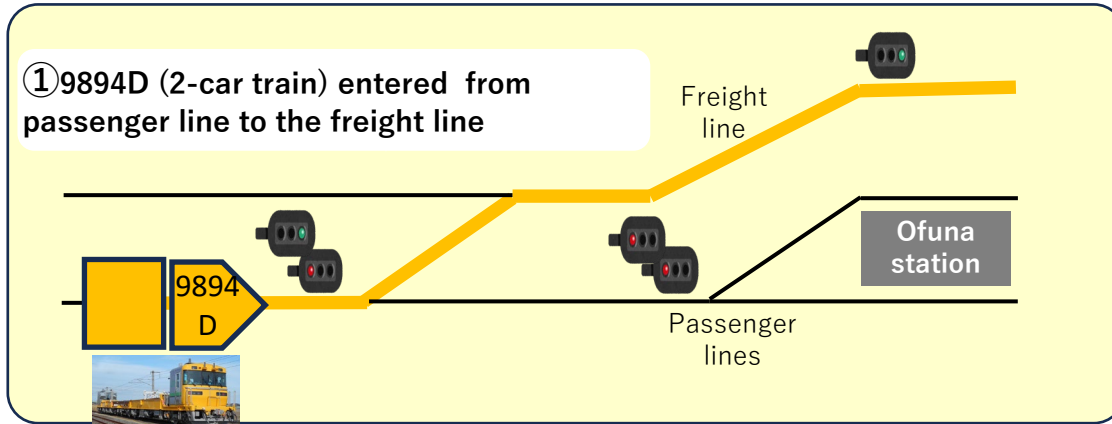 ①9894D (2-car train) entered from
passenger line to the freight line
Freight
line
9894
D
Ofuna
station
Passenger
lines